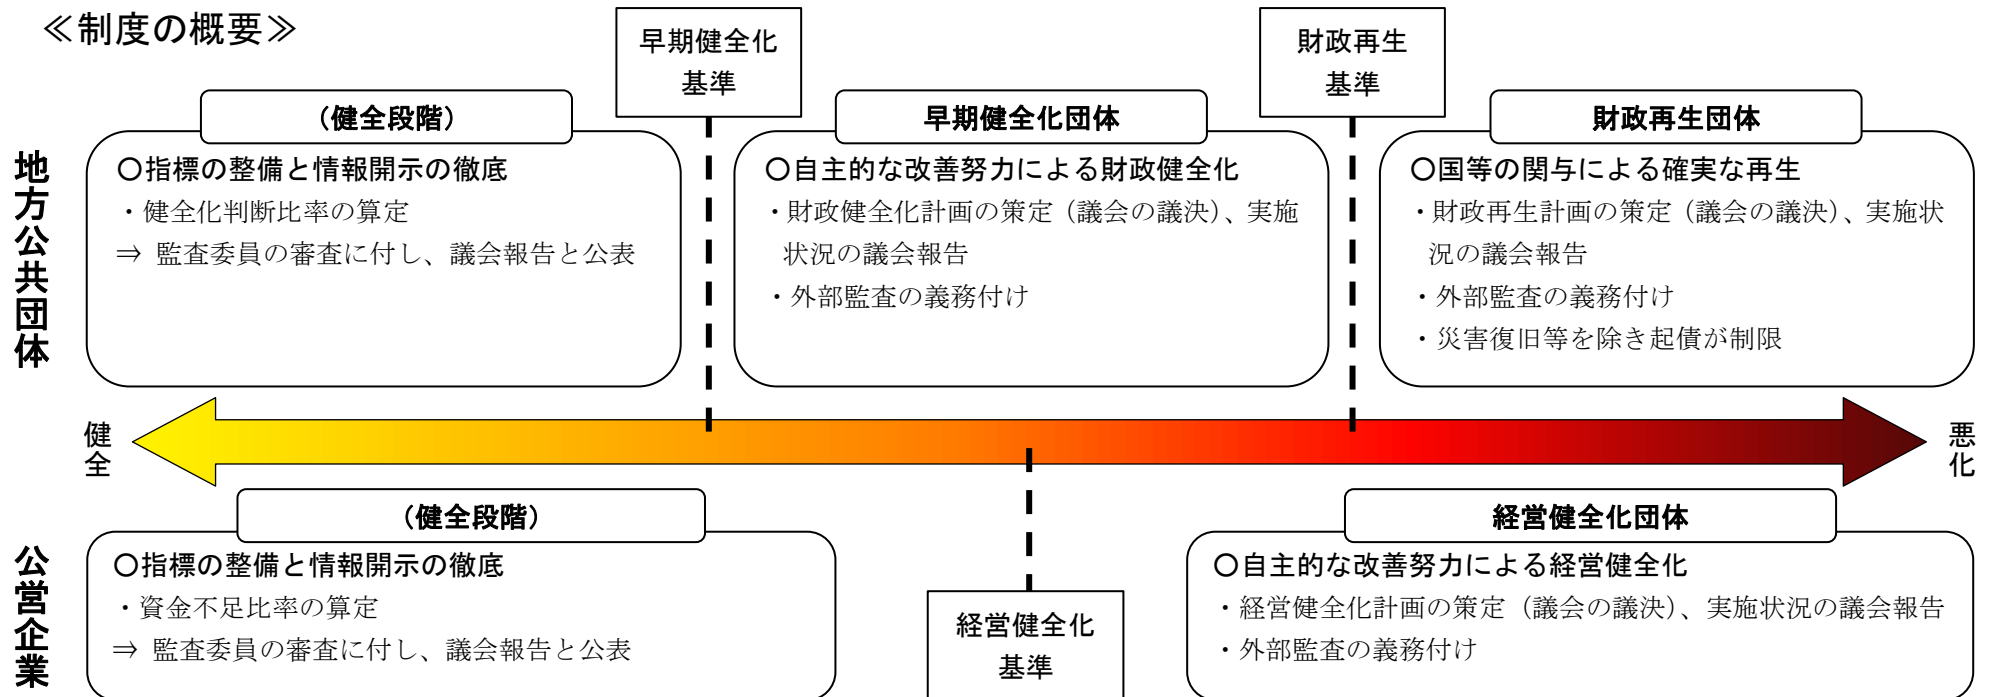 ≪制度の概要≫
早期健全化
基準
財政再生
基準
地方公共団体
(健全段階)
〇指標の整備と情報開示の徹底
・健全化判断比率の算定
⇒ 監査委員の審査に付し、議会報告と公表
早期健全化団体
〇自主的な改善努力による財政健全化
・財政健全化計画の策定(議会の議決)、実施
状況の議会報告
・外部監査の義務付け
財政再生団体
〇国等の関与による確実な再生
・財政再生計画の策定(議会の議決)、実施状
況の議会報告
・外部監査の義務付け
・災害復旧等を除き起債が制限
健全
悪化
公営企業
(健全段階)
〇指標の整備と情報開示の徹底
・資金不足比率の算定
⇒ 監査委員の審査に付し、議会報告と公表
経営健全化
基準
経営健全化団体
〇自主的な改善努力による経営健全化
・経営健全化計画の策定(議会の議決)、実施状況の議会報告
・外部監査の義務付け